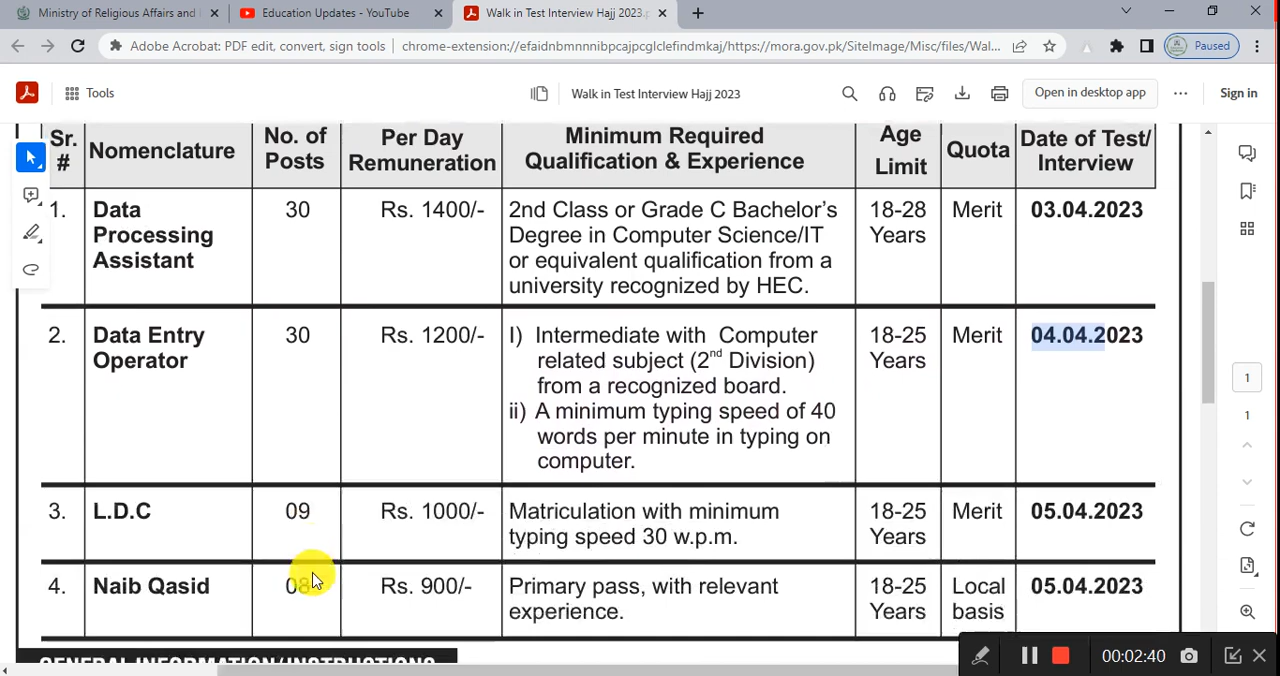 Ministry of Religious Affairs and
Education Updates - YouTube
Walk in Test Interview Hajj 2023.p
Adobe Acrobat: PDF edit, convert, sign tools
chrome-extension://efaidnbmnnnibpcajpcglclefindmkaj/https://mora.gov.pk/SiteImage/Misc/files/Wal...
Paused
Tools
Walk in Test Interview Hajj 2023
Open in desktop app
Sign in
Sr. #
Nomenclature
No. of Posts
Per Day Remuneration
Minimum Required
Qualification & Experience
Age Limit
Quota
Date of Test/
Interview
1.
Data
Processing
Assistant
30
Rs. 1400/-
2nd Class or Grade C Bachelor's
Degree in Computer Science/IT
or equivalent qualification from a
university recognized by HEC.
18-28
Years
Merit
03.04.2023
2.
Data Entry
Operator
30
Rs. 1200/-
I) Intermediate with Computer
related subject (2nd Division)
from a recognized board.
ii) A minimum typing speed of 40
words per minute in typing on
computer.
18-25
Years
Merit
04.04.2023
3.
L.D.C
09
Rs. 1000/-
Matriculation with minimum
typing speed 30 w.p.m.
18-25
Years
Merit
05.04.2023
4.
Naib Qasid
08
Rs. 900/-
Primary pass, with relevant
experience.
18-25
Years
Local
basis
05.04.2023
GENERAL INFORMATION/INSTRUCTIONS
1
1
00:02:40